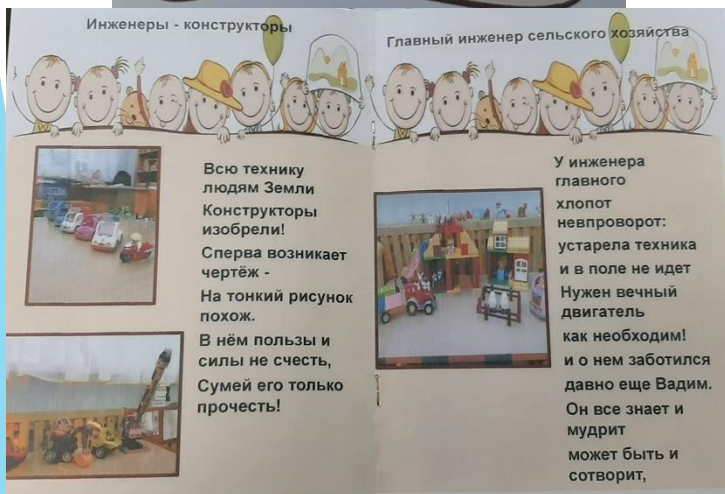 Инженеры - конструкторы
Всю технику
людям Земли
Конструкторы
изобрели!
Сперва возникает
чертёж -
На тонкий рисунок
похож.
В нём пользы и
силы не счесть,
Сумей его только
прочесть!
Главный инженер сельского хозяйства
У инженера
главного
хлопот
невпроворот:
устарела техника
и в поле не идет
Нужен вечный
двигатель
как необходим!
и о нем заботился
давно еще Вадим.
Он все знает и
мудрит
может быть и
сотворит,